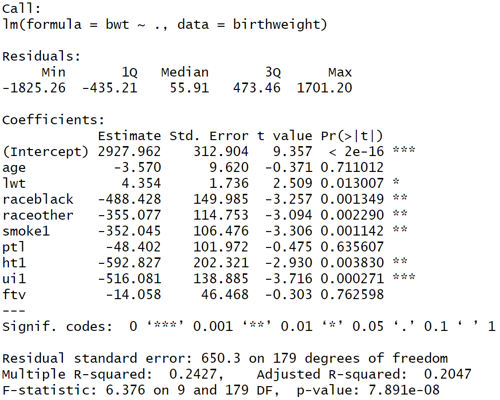 Call:
lm(formula = bwt ~ ., data = birthweight)
Residuals:
Min 1Q Median 3Q Max
-1825.26 -435.21 55.91 473.46 1701.20
Coefficients:
Estimate Std. Error t value Pr(>|t|)
(Intercept) 2927.962 312.904 9.357 < 2e-16 ***
age -3.570 9.620 -0.371 0.711012
lwt 4.354 1.736 2.509 0.013007 *
raceblack -488.428 149.985 -3.257 0.001349 **
raceother -355.077 114.753 -3.094 0.002290 **
smoke1 -352.045 106.476 -3.306 0.001142 **
ptl -48.402 101.972 -0.475 0.635607
ht1 -592.827 202.321 -2.930 0.003830 **
ui1 -516.081 138.885 -3.716 0.000271 ***
ftv -14.058 46.468 -0.303 0.762598
---
Signif. codes: 0 ‘***’ 0.001 ‘**’ 0.01 ‘*’ 0.05 ‘.’ 0.1 ‘ ’ 1
Residual standard error: 650.3 on 179 degrees of freedom
Multiple R-squared: 0.2427, Adjusted R-squared: 0.2047
F-statistic: 6.376 on 9 and 179 DF, p-value: 7.891e-08